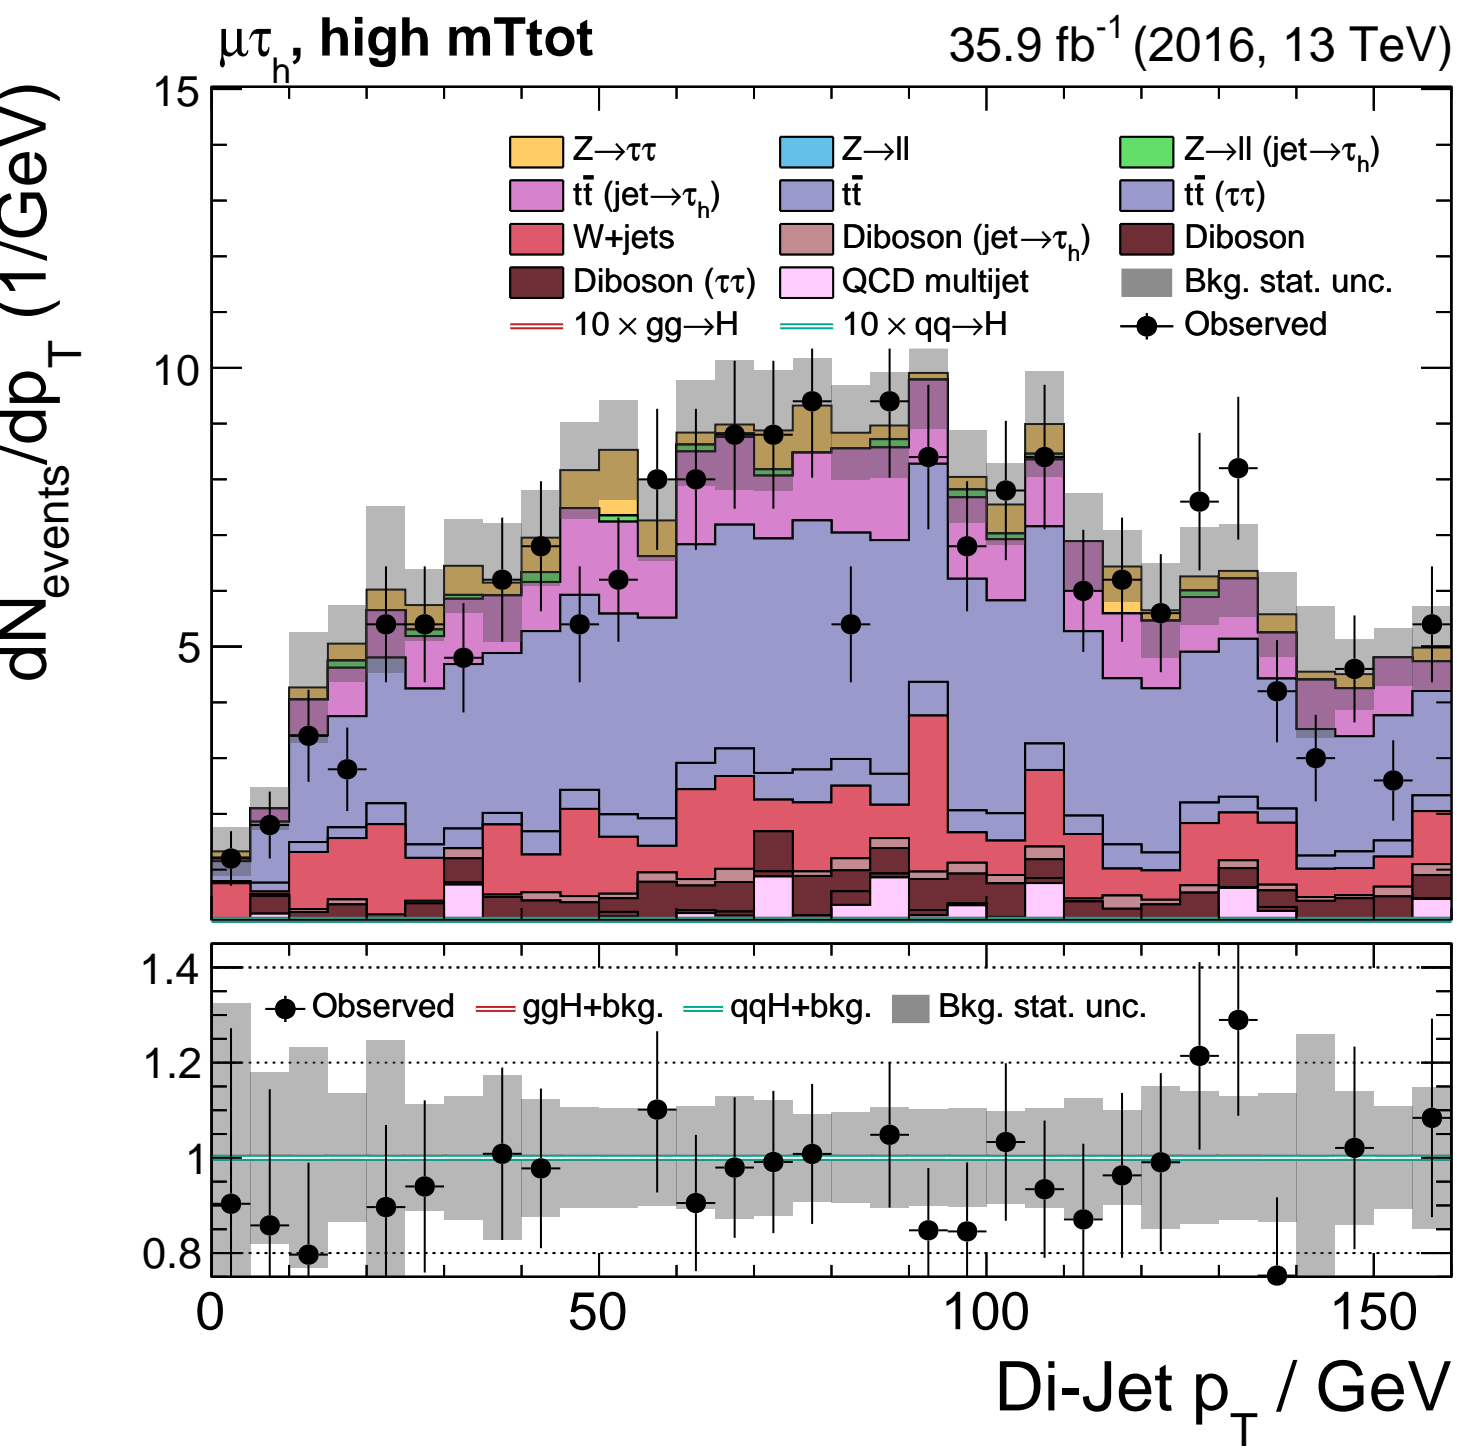 μτh, high mTtot 35.9 fb-1 (2016, 13 TeV)
dNevents/dpT (1/GeV)
15
10
5
Z→ττ Z→ll Z→ll (jet→τh)
tt̄ (jet→τh) tt̄ tt̄ (ττ)
W+jets Diboson (jet→τh) Diboson
Diboson (ττ) QCD multijet Bkg. stat. unc.
10 × gg→H 10 × qq→H Observed
1.4
1.2
1
0.8
Observed ggH+bkg. qqH+bkg. Bkg. stat. unc.
0 50 100 150
Di-Jet pT / GeV